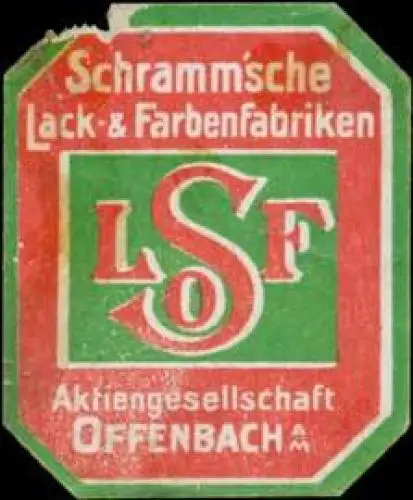 Schramm'sche
Lack- & Farbenfabriken
LSOF
Aktiengesellschaft
OFFENBACH A/M